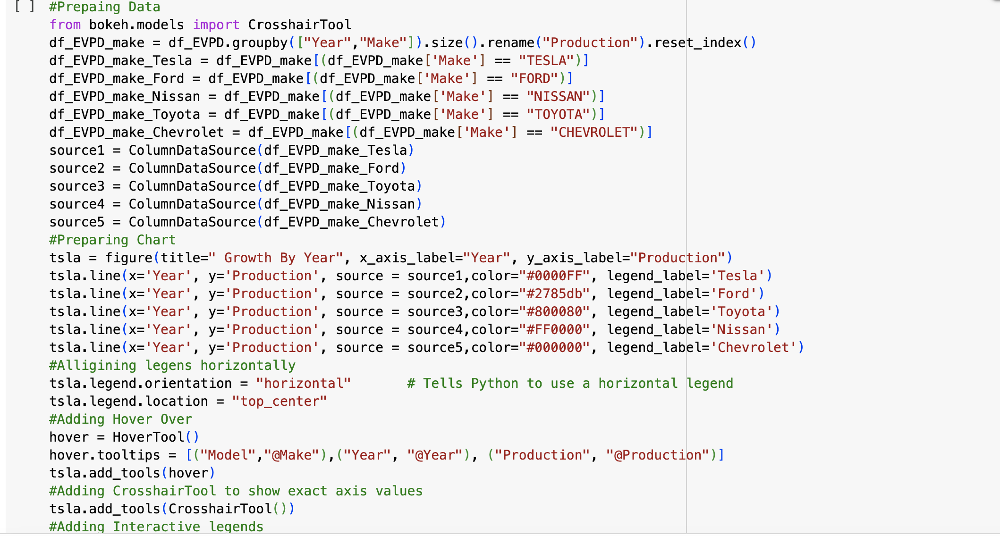 [ ] #Prepaing Data
from bokeh.models import CrosshairTool
df_EVPD_make = df_EVPD.groupby(["Year","Make"]).size().rename("Production").reset_index()
df_EVPD_make_Tesla = df_EVPD_make[(df_EVPD_make['Make'] == "TESLA")]
df_EVPD_make_Ford = df_EVPD_make[(df_EVPD_make['Make'] == "FORD")]
df_EVPD_make_Nissan = df_EVPD_make[(df_EVPD_make['Make'] == "NISSAN")]
df_EVPD_make_Toyota = df_EVPD_make[(df_EVPD_make['Make'] == "TOYOTA")]
df_EVPD_make_Chevrolet = df_EVPD_make[(df_EVPD_make['Make'] == "CHEVROLET")]
source1 = ColumnDataSource(df_EVPD_make_Tesla)
source2 = ColumnDataSource(df_EVPD_make_Ford)
source3 = ColumnDataSource(df_EVPD_make_Toyota)
source4 = ColumnDataSource(df_EVPD_make_Nissan)
source5 = ColumnDataSource(df_EVPD_make_Chevrolet)
#Preparing Chart
tsla = figure(title=" Growth By Year", x_axis_label="Year", y_axis_label="Production")
tsla.line(x='Year', y='Production', source = source1,color="#0000FF", legend_label='Tesla')
tsla.line(x='Year', y='Production', source = source2,color="#2785db", legend_label='Ford')
tsla.line(x='Year', y='Production', source = source3,color="#800080", legend_label='Toyota')
tsla.line(x='Year', y='Production', source = source4,color="#FF0000", legend_label='Nissan')
tsla.line(x='Year', y='Production', source = source5,color="#000000", legend_label='Chevrolet')
#Alligining legens horizontally
tsla.legend.orientation = "horizontal"       # Tells Python to use a horizontal legend
tsla.legend.location = "top_center"
#Adding Hover Over
hover = HoverTool()
hover.tooltips = [("Model","@Make"),("Year", "@Year"), ("Production", "@Production")]
tsla.add_tools(hover)
#Adding CrosshairTool to show exact axis values
tsla.add_tools(CrosshairTool())
#Adding Interactive legends